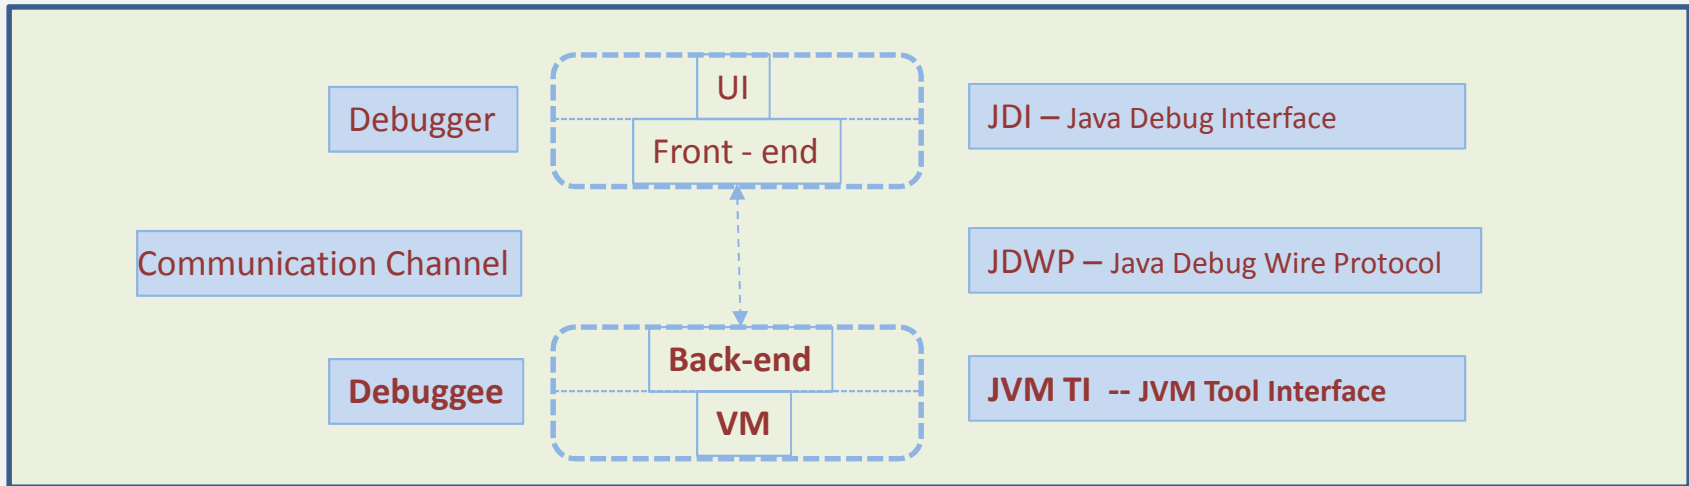 UI
Debugger
JDI – Java Debug Interface
Front - end
Communication Channel
JDWP – Java Debug Wire Protocol
Back-end
Debuggee
JVM TI -- JVM Tool Interface
VM